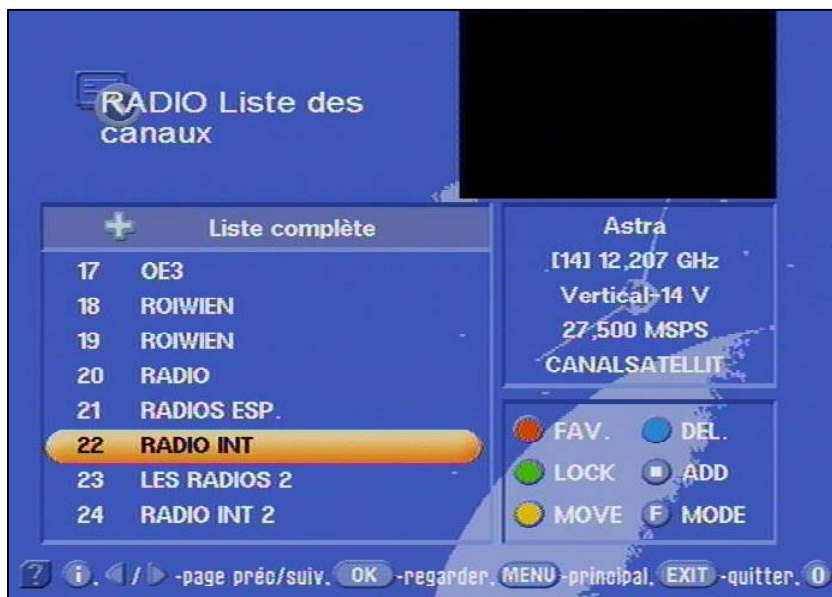 RADIO Liste des
canaux
Liste complète
17 OE3
18 ROIWIEN
19 ROIWIEN
20 RADIO
21 RADIOS ESP.
22 RADIO INT
23 LES RADIOS 2
24 RADIO INT 2
Astra
[14] 12,207 GHz
Vertical-14 V
27,500 MSPS
CANALSATELLIT
FAV. DEL.
LOCK ADD
MOVE F MODE
? i. / -page préc/suiv. OK -regarder. MENU -principal. EXIT -quitter. 0